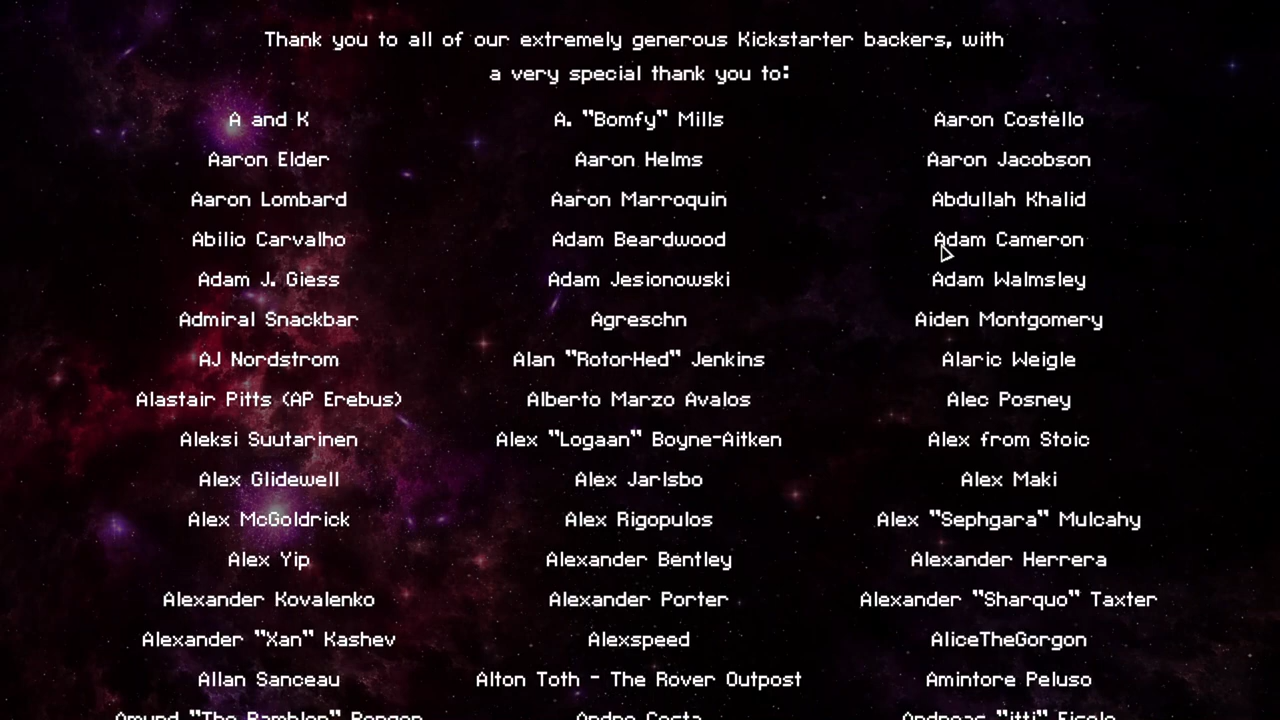 Thank you to all of our extremely generous Kickstarter backers, with
a very special thank you to:
A and K A. "Bomfy" Mills Aaron Costello
Aaron Elder Aaron Helms Aaron Jacobson
Aaron Lombard Aaron Marroquin Abdullah Khalid
Abilio Carvalho Adam Beardwood Adam Cameron
Adam J. Giess Adam Jesionowski Adam Walmsley
Admiral Snackbar Agreschn Aiden Montgomery
AJ Nordstrom Alan "RotorHed" Jenkins Alaric Weigle
Alastair Pitts (AP Erebus) Alberto Marzo Avalos Alec Posney
Aleksi Suutarinen Alex "Logaan" Boyne-Aitken Alex from Stoic
Alex Glidewell Alex Jarlsbo Alex Maki
Alex McGoldrick Alex Rigopulos Alex "Sephgara" Mulcahy
Alex Yip Alexander Bentley Alexander Herrera
Alexander Kovalenko Alexander Porter Alexander "Sharquo" Taxter
Alexander "Xan" Kashev Alexspeed AliceTheGorgon
Allan Sanceau Alton Toth - The Rover Outpost Amintore Peluso
"The Andre Costa Andreas "itti"